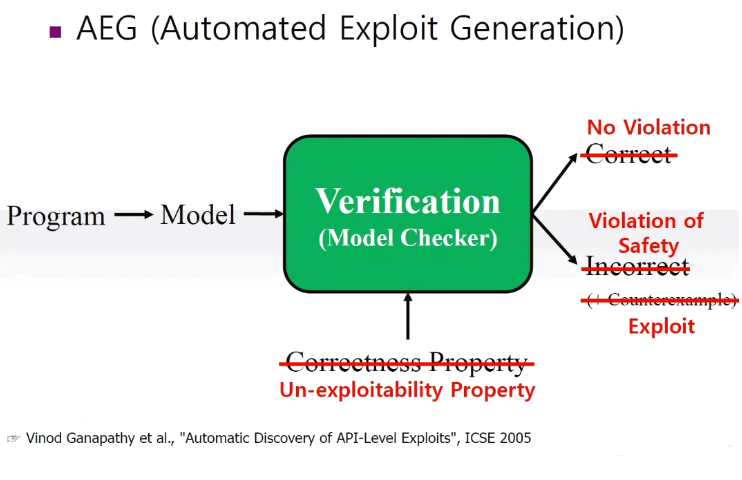 ■ AEG (Automated Exploit Generation)
No Violation
Correct
Program → Model →
Verification
(Model Checker)
Violation of
Safety
Incorrect
(+ Counterexample)
Exploit
Correctness Property
Un-exploitability Property
☞ Vinod Ganapathy et al., "Automatic Discovery of API-Level Exploits", ICSE 2005